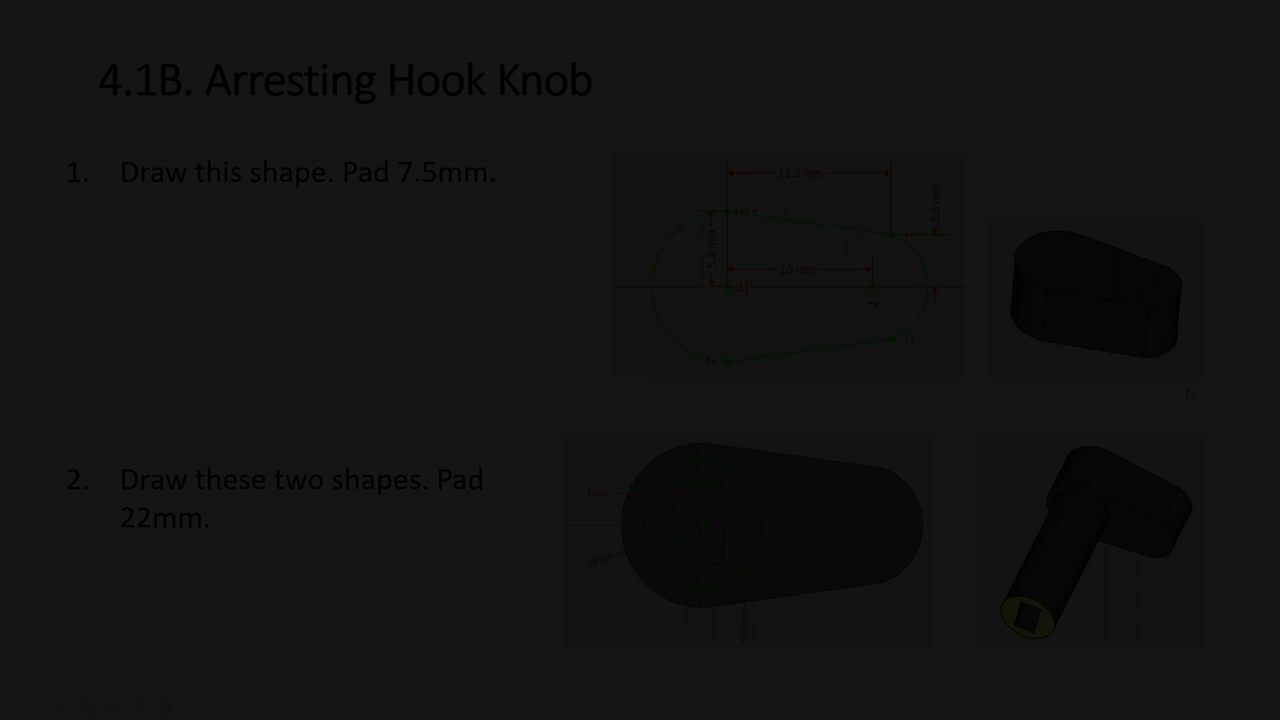 4.1B. Arresting Hook Knob
1. Draw this shape. Pad 7.5mm.
11.3 mm
3.6 mm
5.2 mm
10 mm
2. Draw these two shapes. Pad
22mm.